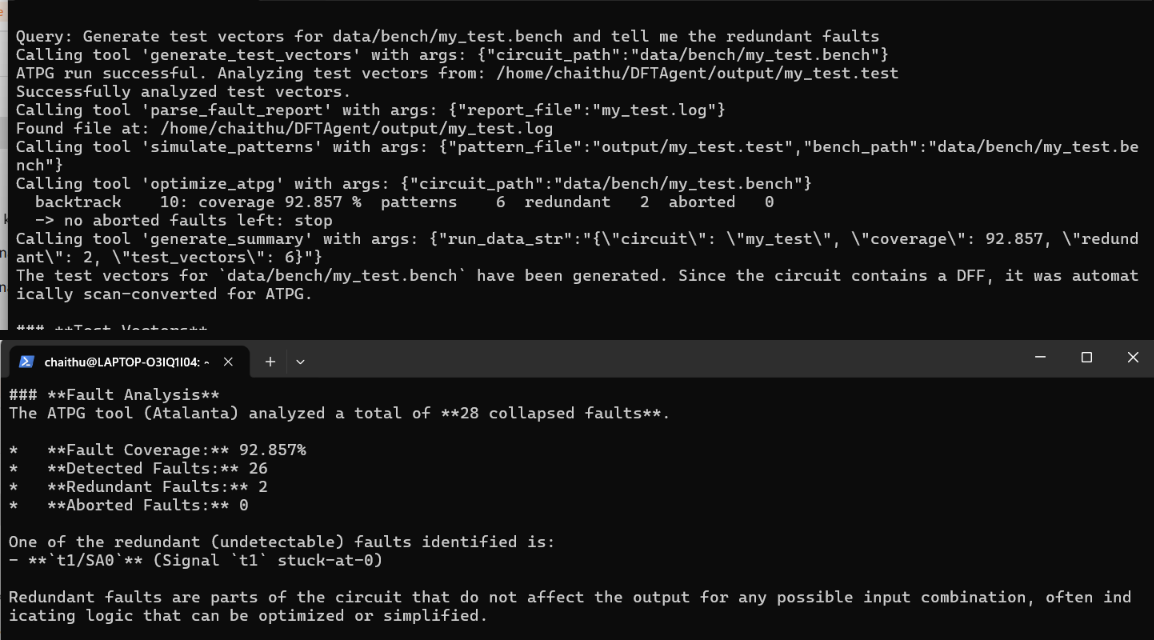 Query: Generate test vectors for data/bench/my_test.bench and tell me the redundant faults
Calling tool 'generate_test_vectors' with args: {"circuit_path":"data/bench/my_test.bench"}
ATPG run successful. Analyzing test vectors from: /home/chaithu/DFTAgent/output/my_test.test
Successfully analyzed test vectors.
Calling tool 'parse_fault_report' with args: {"report_file":"my_test.log"}
Found file at: /home/chaithu/DFTAgent/output/my_test.log
Calling tool 'simulate_patterns' with args: {"pattern_file":"output/my_test.test","bench_path":"data/bench/my_test.be
nch"}
Calling tool 'optimize_atpg' with args: {"circuit_path":"data/bench/my_test.bench"}
  backtrack    10: coverage 92.857 %  patterns    6  redundant   2  aborted   0
  -> no aborted faults left: stop
Calling tool 'generate_summary' with args: {"run_data_str":"{\"circuit\": \"my_test\", \"coverage\": 92.857, \"redund
ant\": 2, \"test_vectors\": 6}"}
The test vectors for `data/bench/my_test.bench` have been generated. Since the circuit contains a DFF, it was automat
ically scan-converted for ATPG.
### **Test Vectors**
chaithu@LAPTOP-O3IQ1I04: ~
### **Fault Analysis**
The ATPG tool (Atalanta) analyzed a total of **28 collapsed faults**.
*   **Fault Coverage:** 92.857%
*   **Detected Faults:** 26
*   **Redundant Faults:** 2
*   **Aborted Faults:** 0
One of the redundant (undetectable) faults identified is:
- **`t1/SA0`** (Signal `t1` stuck-at-0)
Redundant faults are parts of the circuit that do not affect the output for any possible input combination, often ind
icating logic that can be optimized or simplified.